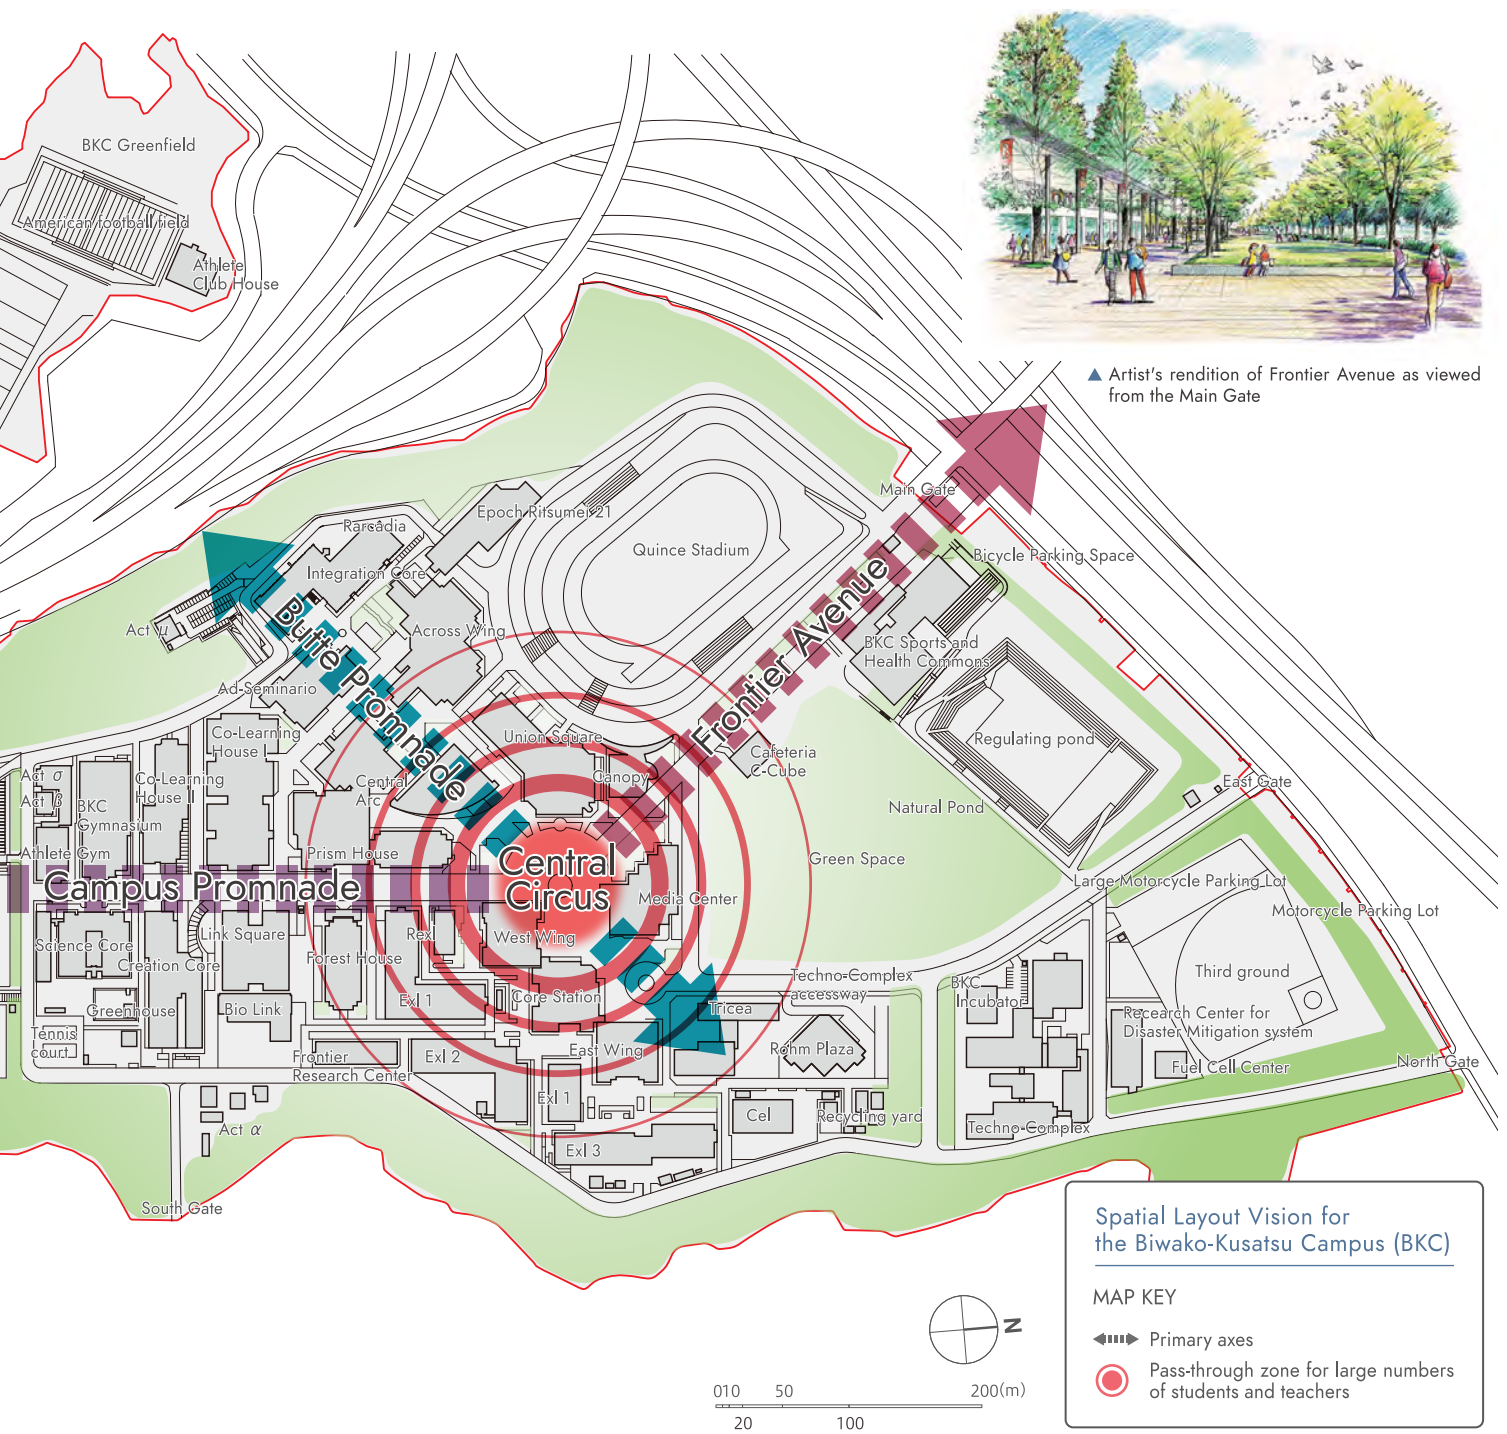 BKC Greenfield
American football field
Athlete
Club House
▲ Artist's rendition of Frontier Avenue as viewed
from the Main Gate
Main Gate
Rarcadia
Epoch Ritsumei 21
Quince Stadium
Bicycle Parking Space
Integration Core
Act μ
Across Wing
BKC Sports and
Health Commons
Butte Promnade
Frontier Avenue
Ad-Seminario
Co-Learning
House I
Union Square
Cafeteria
C-Cube
Regulating pond
Act σ
Act β
BKC
Gymnasium
Co-Learning
House II
Central
Arc
Canopy
Natural Pond
East Gate
Athlete Gym
Prism House
Green Space
Central
Circus
Campus Promnade
Media Center
Large Motorcycle Parking Lot
Motorcycle Parking Lot
Science Core
Creation Core
Link Square
Forest House
Rex
West Wing
Third ground
Techno-Complex
accessway
BKC
Incubator
Greenhouse
Bio Link
Exl 1
Core Station
Tricea
Recearch Center for
Disaster Mitigation system
Tennis
court
Frontier
Research Center
Exl 2
East Wing
Rohm Plaza
Fuel Cell Center
North Gate
Exl 1
Cel
Recycling yard
Techno-Complex
Act α
Exl 3
South Gate
Spatial Layout Vision for
the Biwako-Kusatsu Campus (BKC)
MAP KEY
Primary axes
Pass-through zone for large numbers
of students and teachers
N
010 50 200(m)
20 100